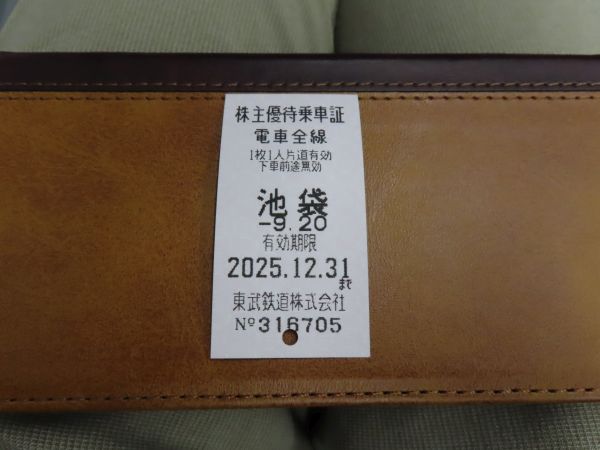 株主優待乗車証
電車全線
1枚1人片道有効
下車前途無効
池袋
-9.20
有効期限
2025.12.31まで
東武鉄道株式会社
Nº316705